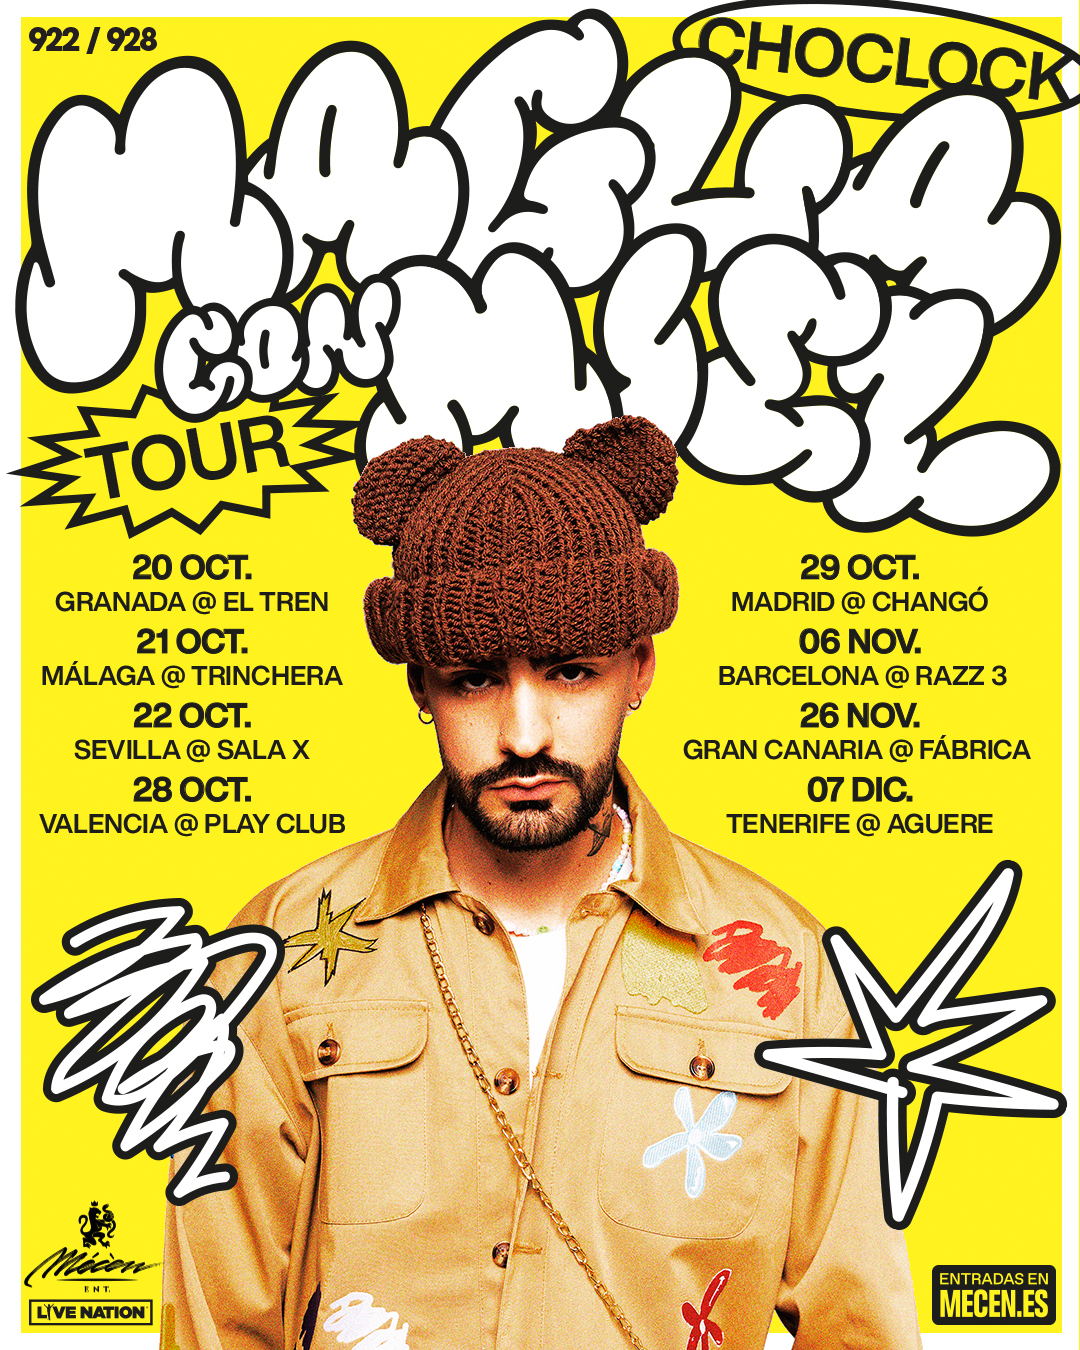 922 / 928
CHOCLOCK
MAGUA
CON MIEL
TOUR
20 OCT.
GRANADA @ EL TREN
21 OCT.
MÁLAGA @ TRINCHERA
22 OCT.
SEVILLA @ SALA X
28 OCT.
VALENCIA @ PLAY CLUB
29 OCT.
MADRID @ CHANGÓ
06 NOV.
BARCELONA @ RAZZ 3
26 NOV.
GRAN CANARIA @ FÁBRICA
07 DIC.
TENERIFE @ AGUERE
Mécèn
ENT.
LIVE NATION
ENTRADAS EN
MECEN.ES